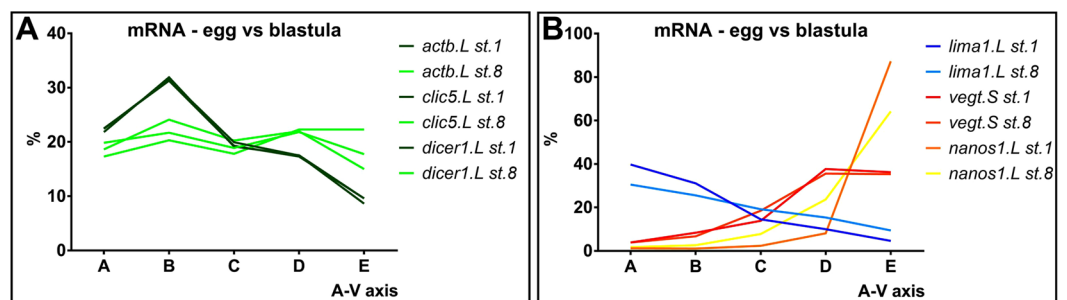 A
mRNA - egg vs blastula
40
30
20
10
0
%
A B C D E
A-V axis
actb.L st.1
actb.L st.8
clic5.L st.1
clic5.L st.8
dicer1.L st.1
dicer1.L st.8
B
mRNA - egg vs blastula
100
80
60
40
20
0
%
A B C D E
A-V axis
lima1.L st.1
lima1.L st.8
vegt.S st.1
vegt.S st.8
nanos1.L st.1
nanos1.L st.8